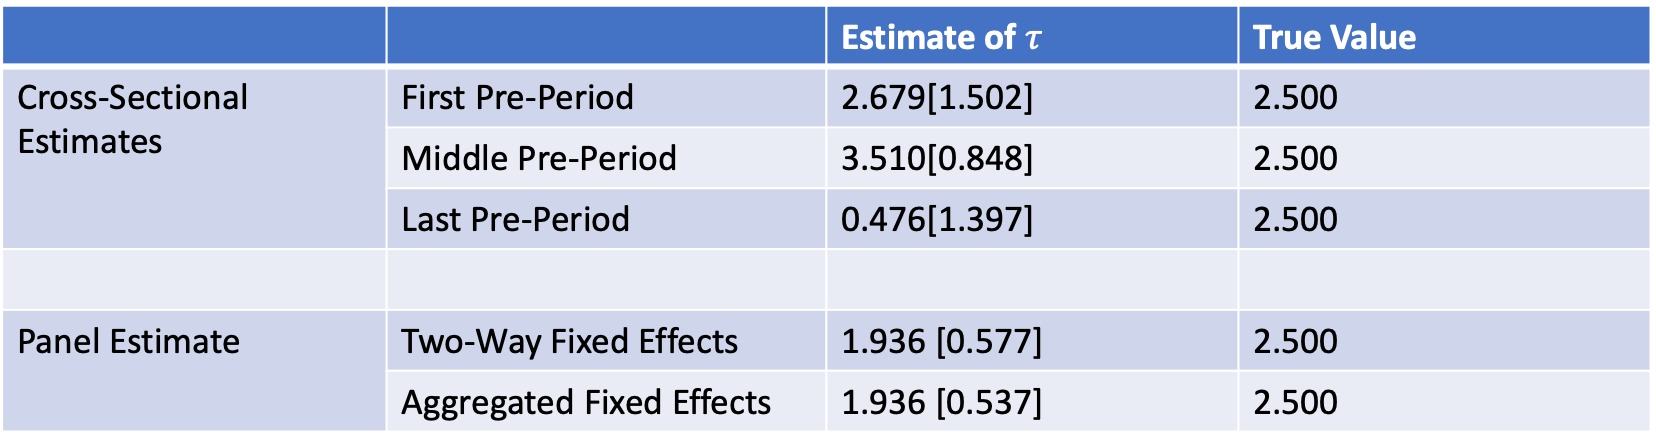 Estimate of τ True Value
Cross-Sectional Estimates First Pre-Period 2.679[1.502] 2.500
Middle Pre-Period 3.510[0.848] 2.500
Last Pre-Period 0.476[1.397] 2.500
Panel Estimate Two-Way Fixed Effects 1.936 [0.577] 2.500
Aggregated Fixed Effects 1.936 [0.537] 2.500